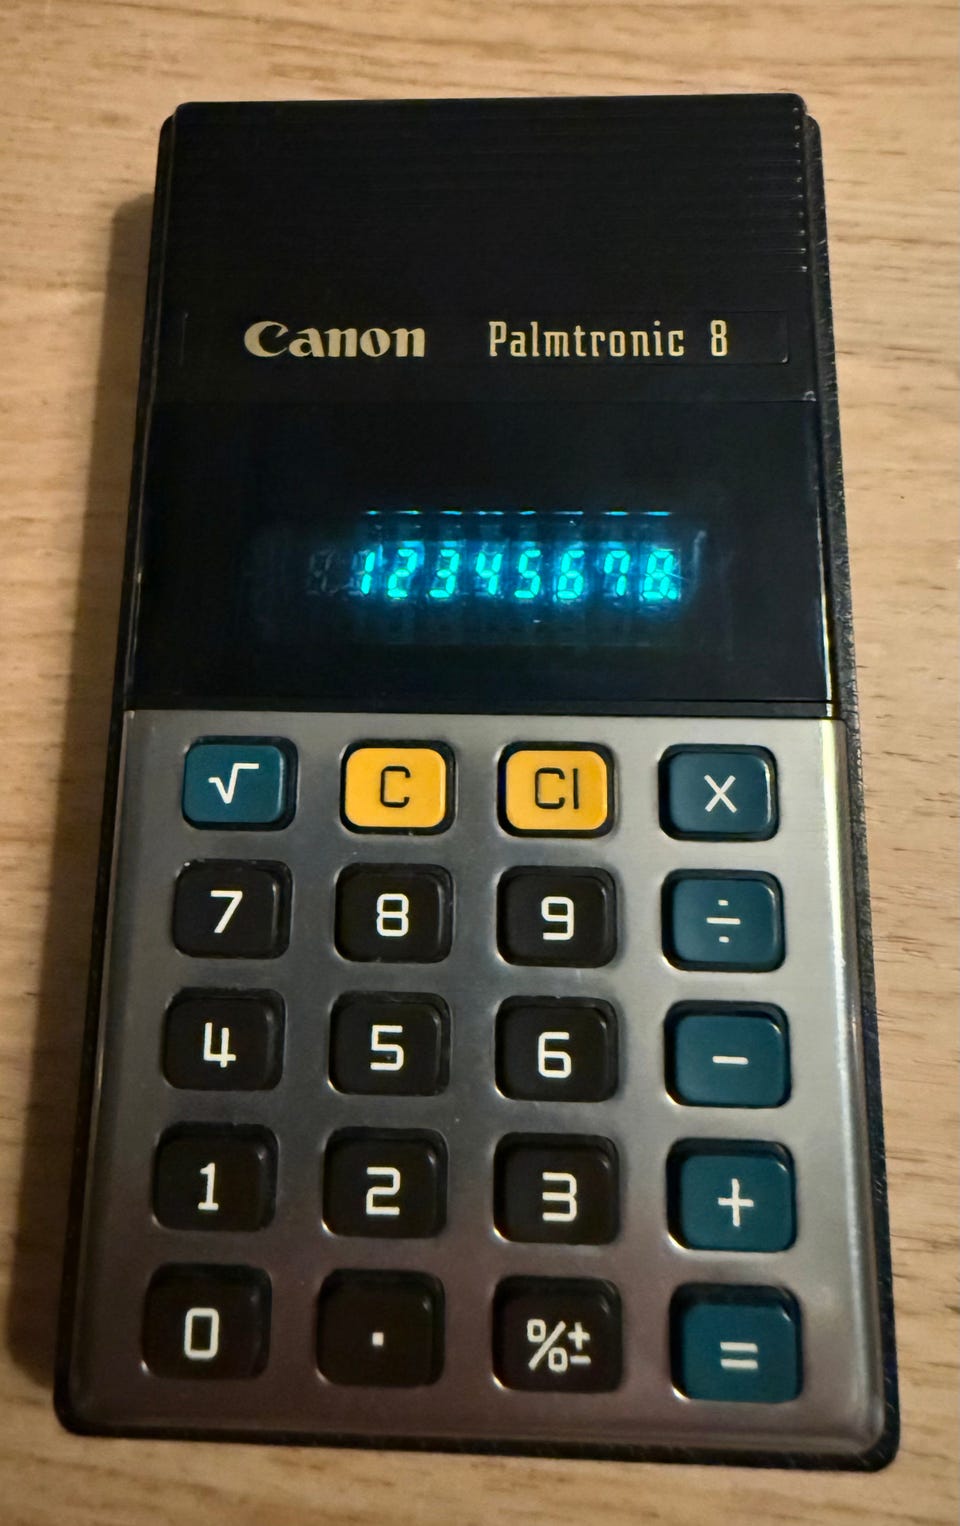 Canon Palmtronic 8
12345678
√ C CI X
7 8 9 ÷
4 5 6 −
1 2 3 +
0 . %± =